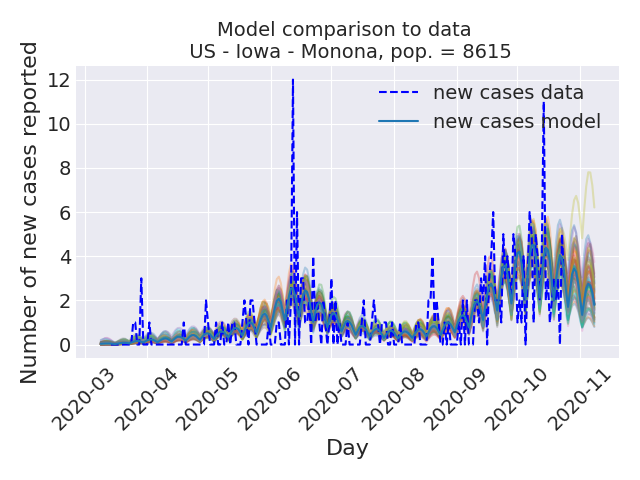 Model comparison to data
US - Iowa - Monona, pop. = 8615
Number of new cases reported
12
10
8
6
4
2
0
new cases data
new cases model
2020-03
2020-04
2020-05
2020-06
2020-07
2020-08
2020-09
2020-10
2020-11
Day